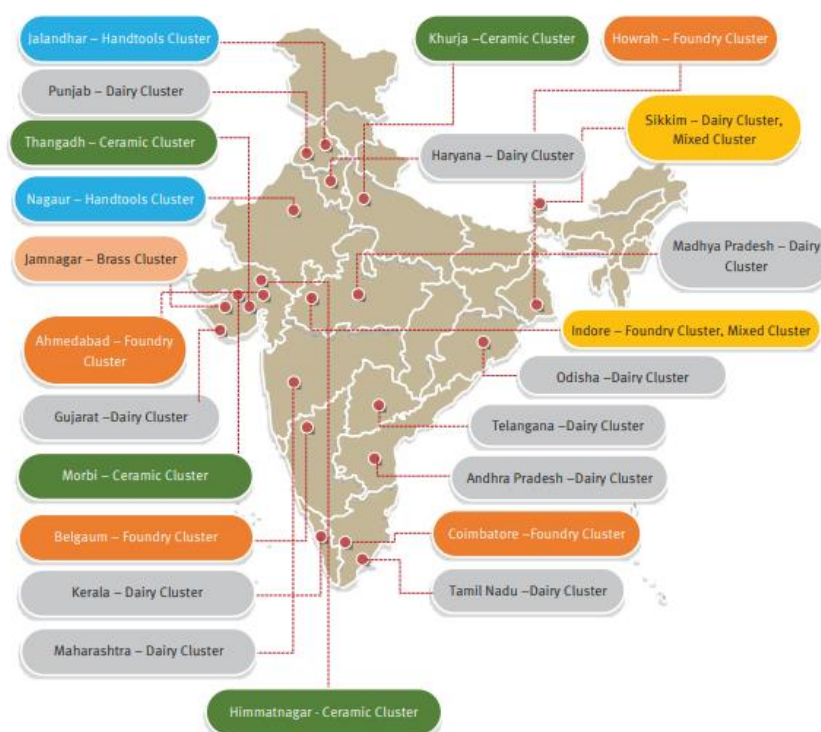 Jalandhar – Handtools Cluster
Punjab – Dairy Cluster
Thangadh – Ceramic Cluster
Nagaur – Handtools Cluster
Jamnagar – Brass Cluster
Ahmedabad – Foundry
Cluster
Gujarat –Dairy Cluster
Morbi – Ceramic Cluster
Belgaum – Foundry Cluster
Kerala – Dairy Cluster
Maharashtra – Dairy Cluster
Himmatnagar - Ceramic Cluster
Khurja –Ceramic Cluster
Howrah – Foundry Cluster
Sikkim – Dairy Cluster,
Mixed Cluster
Haryana – Dairy Cluster
Madhya Pradesh – Dairy
Cluster
Indore – Foundry Cluster, Mixed Cluster
Odisha –Dairy Cluster
Telangana –Dairy Cluster
Andhra Pradesh –Dairy Cluster
Coimbatore –Foundry Cluster
Tamil Nadu –Dairy Cluster